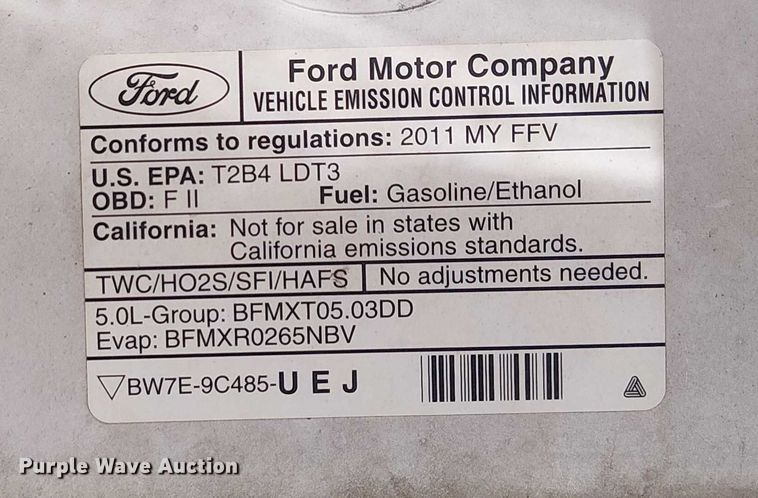 Ford
Ford Motor Company
VEHICLE EMISSION CONTROL INFORMATION
Conforms to regulations: 2011 MY FFV
U.S. EPA: T2B4 LDT3
OBD: F II Fuel: Gasoline/Ethanol
California: Not for sale in states with
California emissions standards.
TWC/HO2S/SFI/HAFS No adjustments needed.
5.0L-Group: BFMXT05.03DD
Evap: BFMXR0265NBV
BW7E-9C485-UEJ
Purple Wave Auction